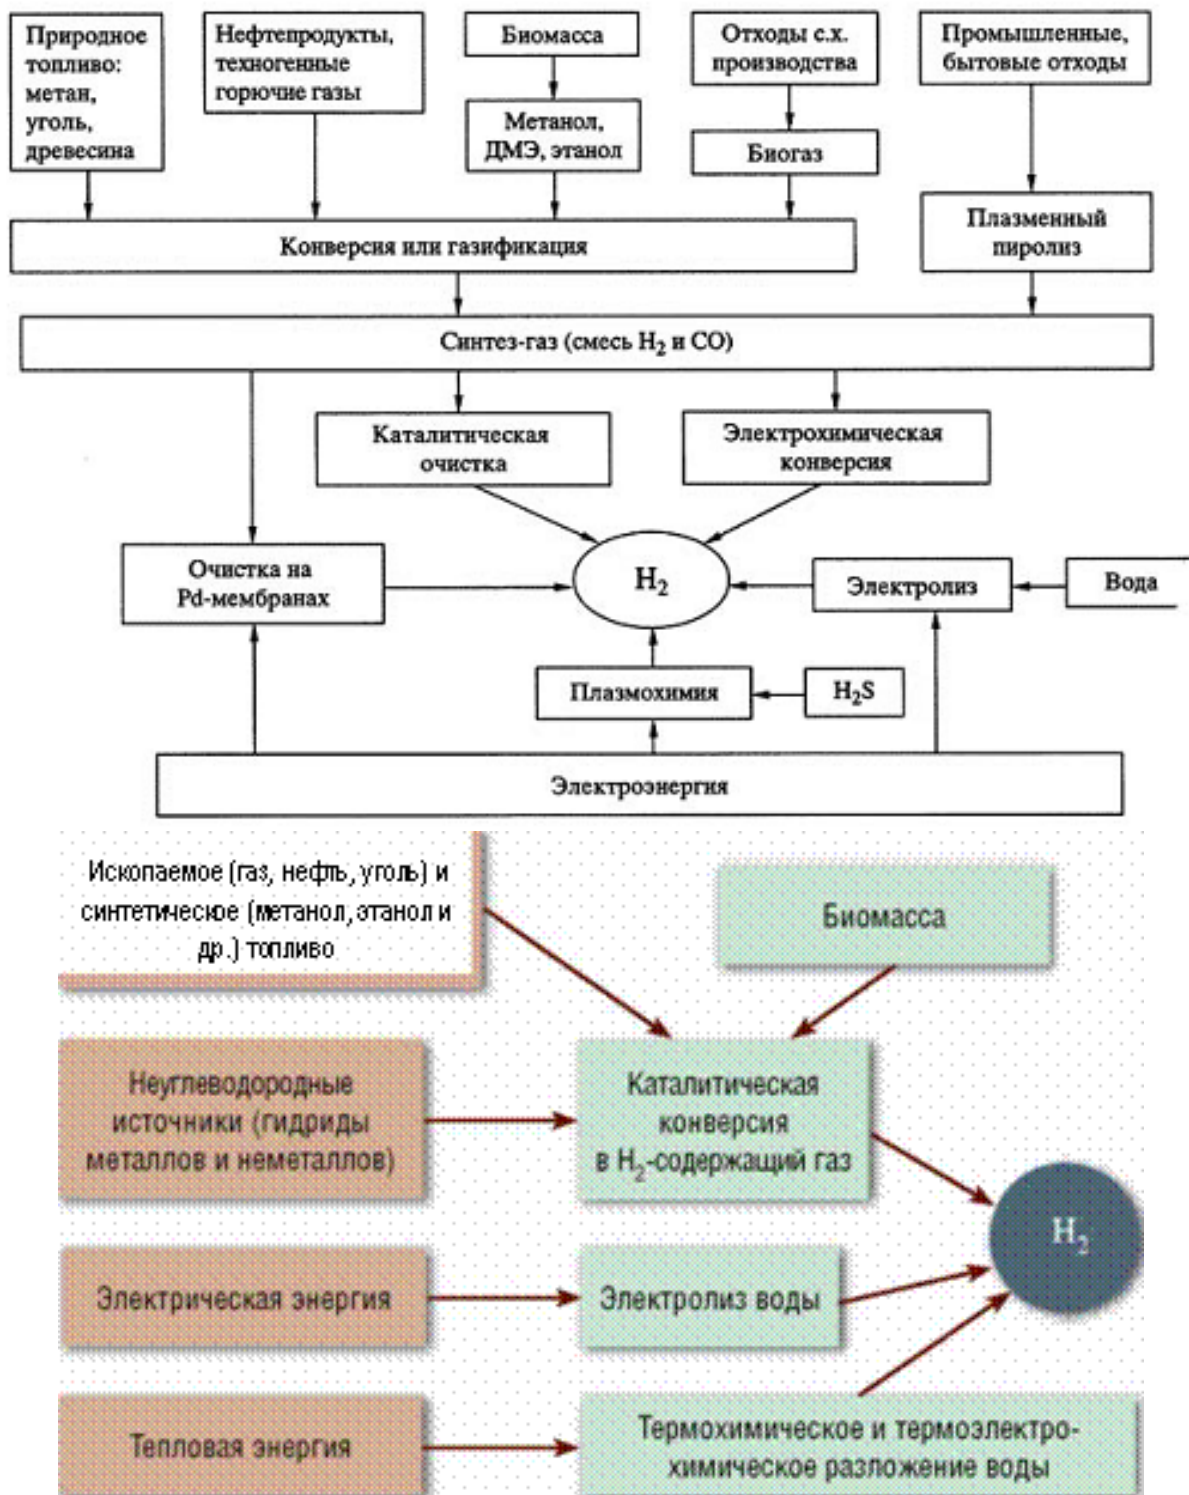 Природное
топливо:
метан,
уголь,
древесина
Нефтепродукты,
техногенные
горючие газы
Биомасса
Отходы с.х.
производства
Промышленные,
бытовые отходы
Метанол,
ДМЭ, этанол
Биогаз
Плазменный
пиролиз
Конверсия или газификация
Синтез-газ (смесь H₂ и CO)
Каталитическая
очистка
Электрохимическая
конверсия
Очистка на
Pd-мембранах
H₂
Электролиз
Вода
Плазмохимия
H₂S
Электроэнергия
Ископаемое (газ, нефть, уголь) и
синтетическое (метанол, этанол и
др.) топливо
Биомасса
Неуглеводородные
источники (гидриды
металлов и неметаллов)
Каталитическая
конверсия
в H₂-содержащий газ
H₂
Электрическая энергия
Электролиз воды
Тепловая энергия
Термохимическое и термоэлектро-
химическое разложение воды